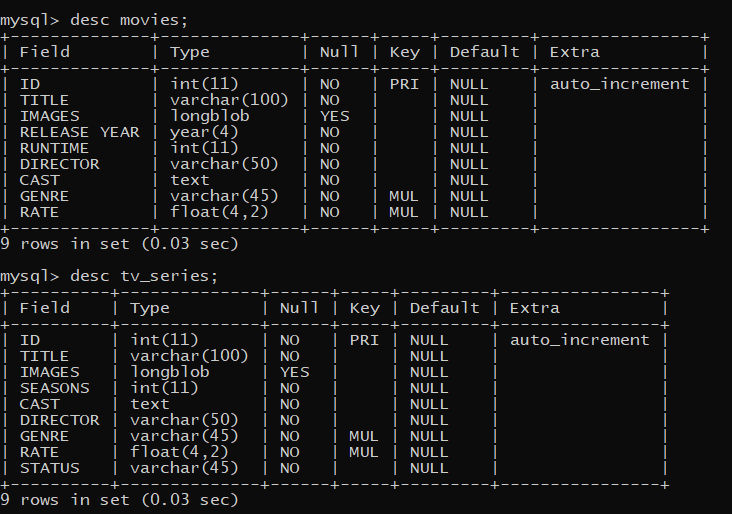 mysql> desc movies;
+--------------+--------------+------+-----+---------+----------------+
| Field        | Type         | Null | Key | Default | Extra          |
+--------------+--------------+------+-----+---------+----------------+
| ID           | int(11)      | NO   | PRI | NULL    | auto_increment |
| TITLE        | varchar(100) | NO   |     | NULL    |                |
| IMAGES       | longblob     | YES  |     | NULL    |                |
| RELEASE YEAR | year(4)      | NO   |     | NULL    |                |
| RUNTIME      | int(11)      | NO   |     | NULL    |                |
| DIRECTOR     | varchar(50)  | NO   |     | NULL    |                |
| CAST         | text         | NO   |     | NULL    |                |
| GENRE        | varchar(45)  | NO   | MUL | NULL    |                |
| RATE         | float(4,2)   | NO   | MUL | NULL    |                |
+--------------+--------------+------+-----+---------+----------------+
9 rows in set (0.03 sec)

mysql> desc tv_series;
+----------+--------------+------+-----+---------+----------------+
| Field    | Type         | Null | Key | Default | Extra          |
+----------+--------------+------+-----+---------+----------------+
| ID       | int(11)      | NO   | PRI | NULL    | auto_increment |
| TITLE    | varchar(100) | NO   |     | NULL    |                |
| IMAGES   | longblob     | YES  |     | NULL    |                |
| SEASONS  | int(11)      | NO   |     | NULL    |                |
| CAST     | text         | NO   |     | NULL    |                |
| DIRECTOR | varchar(50)  | NO   |     | NULL    |                |
| GENRE    | varchar(45)  | NO   | MUL | NULL    |                |
| RATE     | float(4,2)   | NO   | MUL | NULL    |                |
| STATUS   | varchar(45)  | NO   |     | NULL    |                |
+----------+--------------+------+-----+---------+----------------+
9 rows in set (0.03 sec)